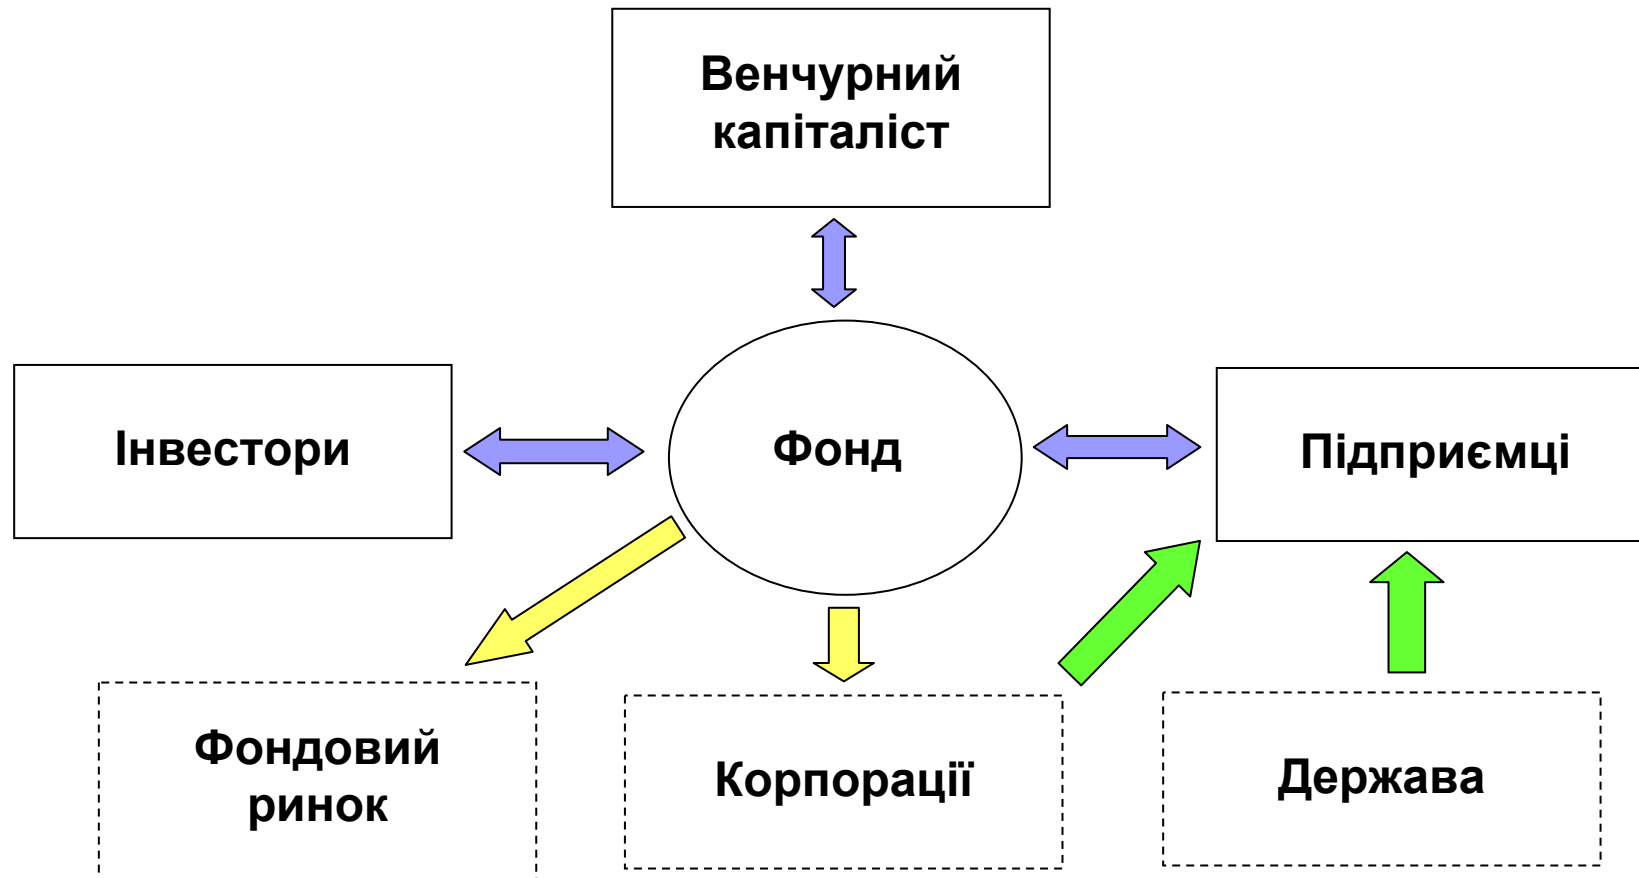 Венчурний
капіталіст
Інвестори
Фонд
Підприємці
Фондовий
ринок
Корпорації
Держава